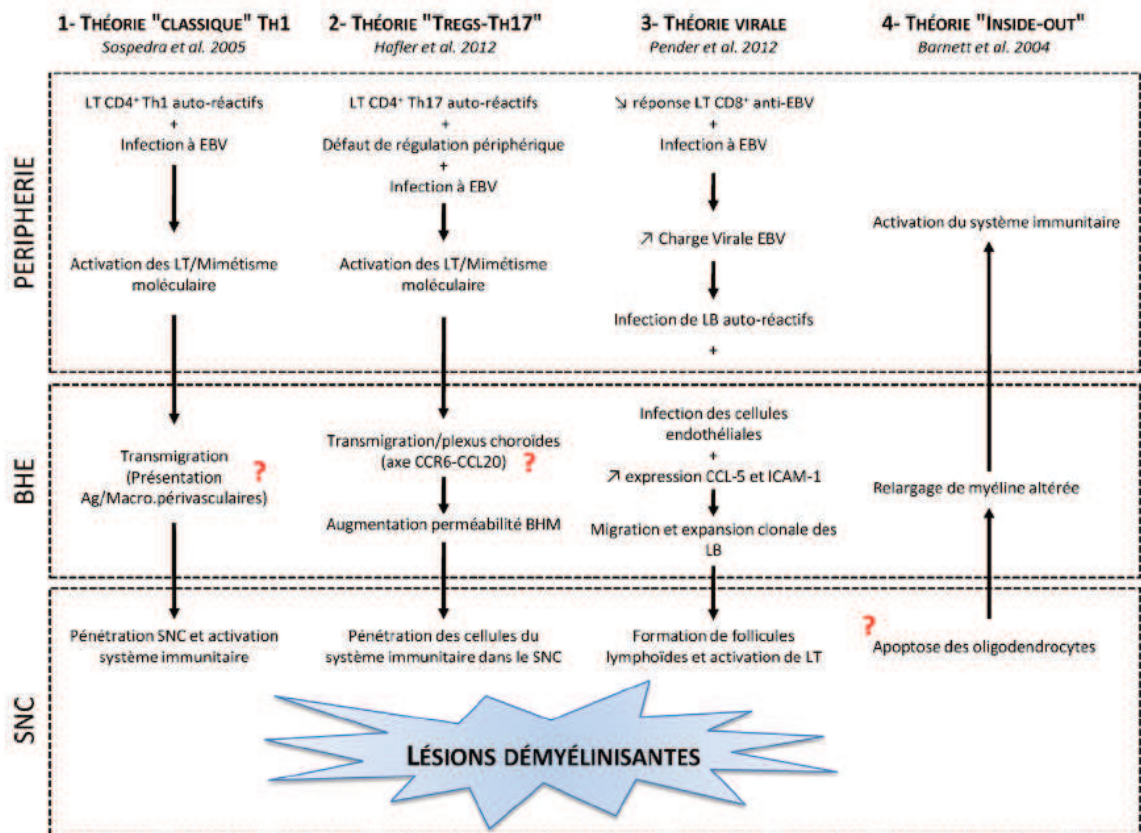 1- THÉORIE "CLASSIQUE" TH1
Sospedra et al. 2005
2- THÉORIE "TREGS-TH17"
Hafler et al. 2012
3- THÉORIE VIRALE
Pender et al. 2012
4- THÉORIE "INSIDE-OUT"
Barnett et al. 2004
PERIPHERIE
LT CD4⁺ Th1 auto-réactifs
+
Infection à EBV
Activation des LT/Mimétisme
moléculaire
LT CD4⁺ Th17 auto-réactifs
+
Défaut de régulation périphérique
+
Infection à EBV
Activation des LT/Mimétisme
moléculaire
↘ réponse LT CD8⁺ anti-EBV
+
Infection à EBV
↗ Charge Virale EBV
Infection de LB auto-réactifs
+
Activation du système immunitaire
BHE
Transmigration
(Présentation
Ag/Macro.périvasculaires)
?
Transmigration/plexus choroïdes
(axe CCR6-CCL20)
?
Augmentation perméabilité BHM
Infection des cellules
endothéliales
+
↗ expression CCL-5 et ICAM-1
Migration et expansion clonale des
LB
Relargage de myéline altérée
SNC
Pénétration SNC et activation
système immunitaire
Pénétration des cellules du
système immunitaire dans le SNC
Formation de follicules
lymphoïdes et activation de LT
?
Apoptose des oligodendrocytes
LÉSIONS DÉMYÉLINISANTES